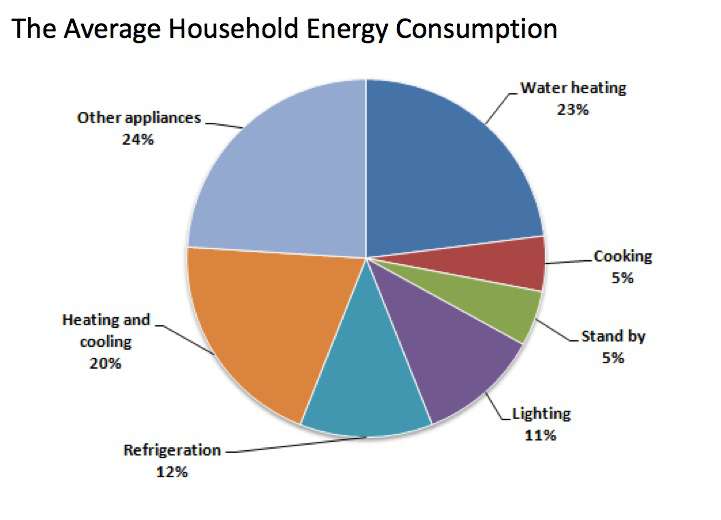 The Average Household Energy Consumption
Water heating
23%
Cooking
5%
Stand by
5%
Lighting
11%
Refrigeration
12%
Heating and
cooling
20%
Other appliances
24%